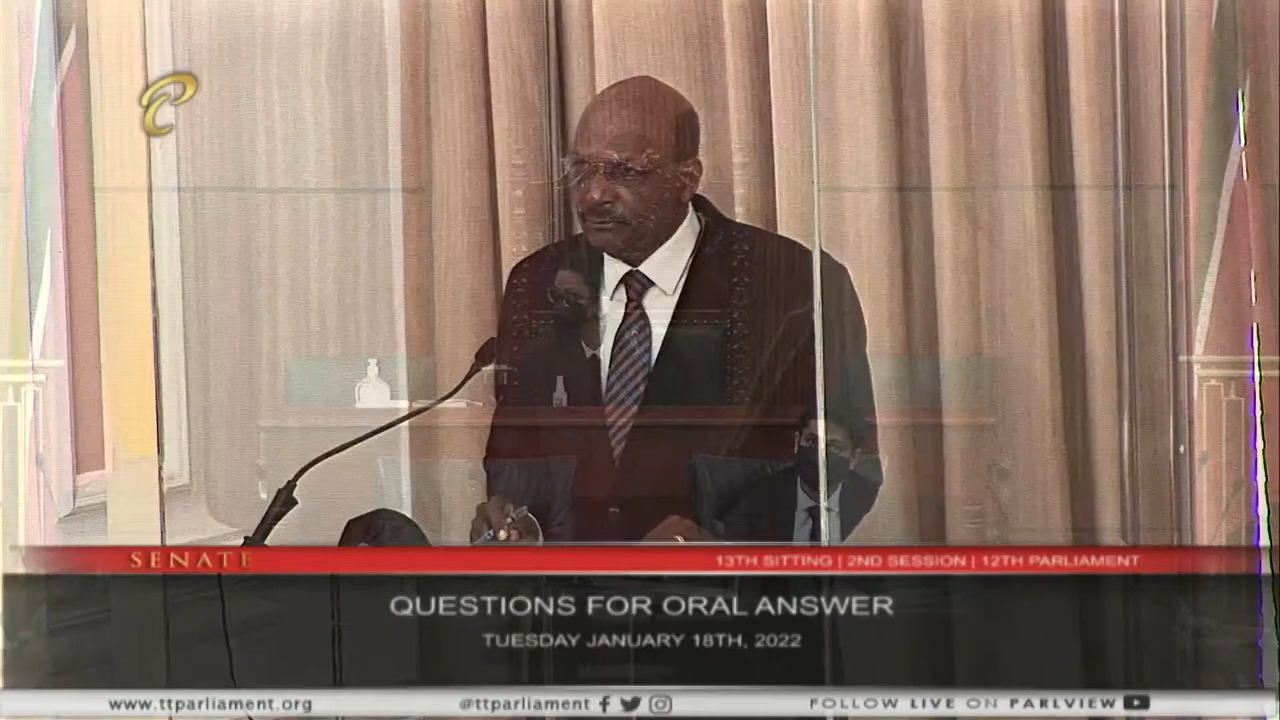 SENATE
13TH SITTING | 2ND SESSION | 12TH PARLIAMENT
QUESTIONS FOR ORAL ANSWER
TUESDAY JANUARY 18TH, 2022
www.ttparliament.org @ttparliament FOLLOW LIVE ON PARLVIEW